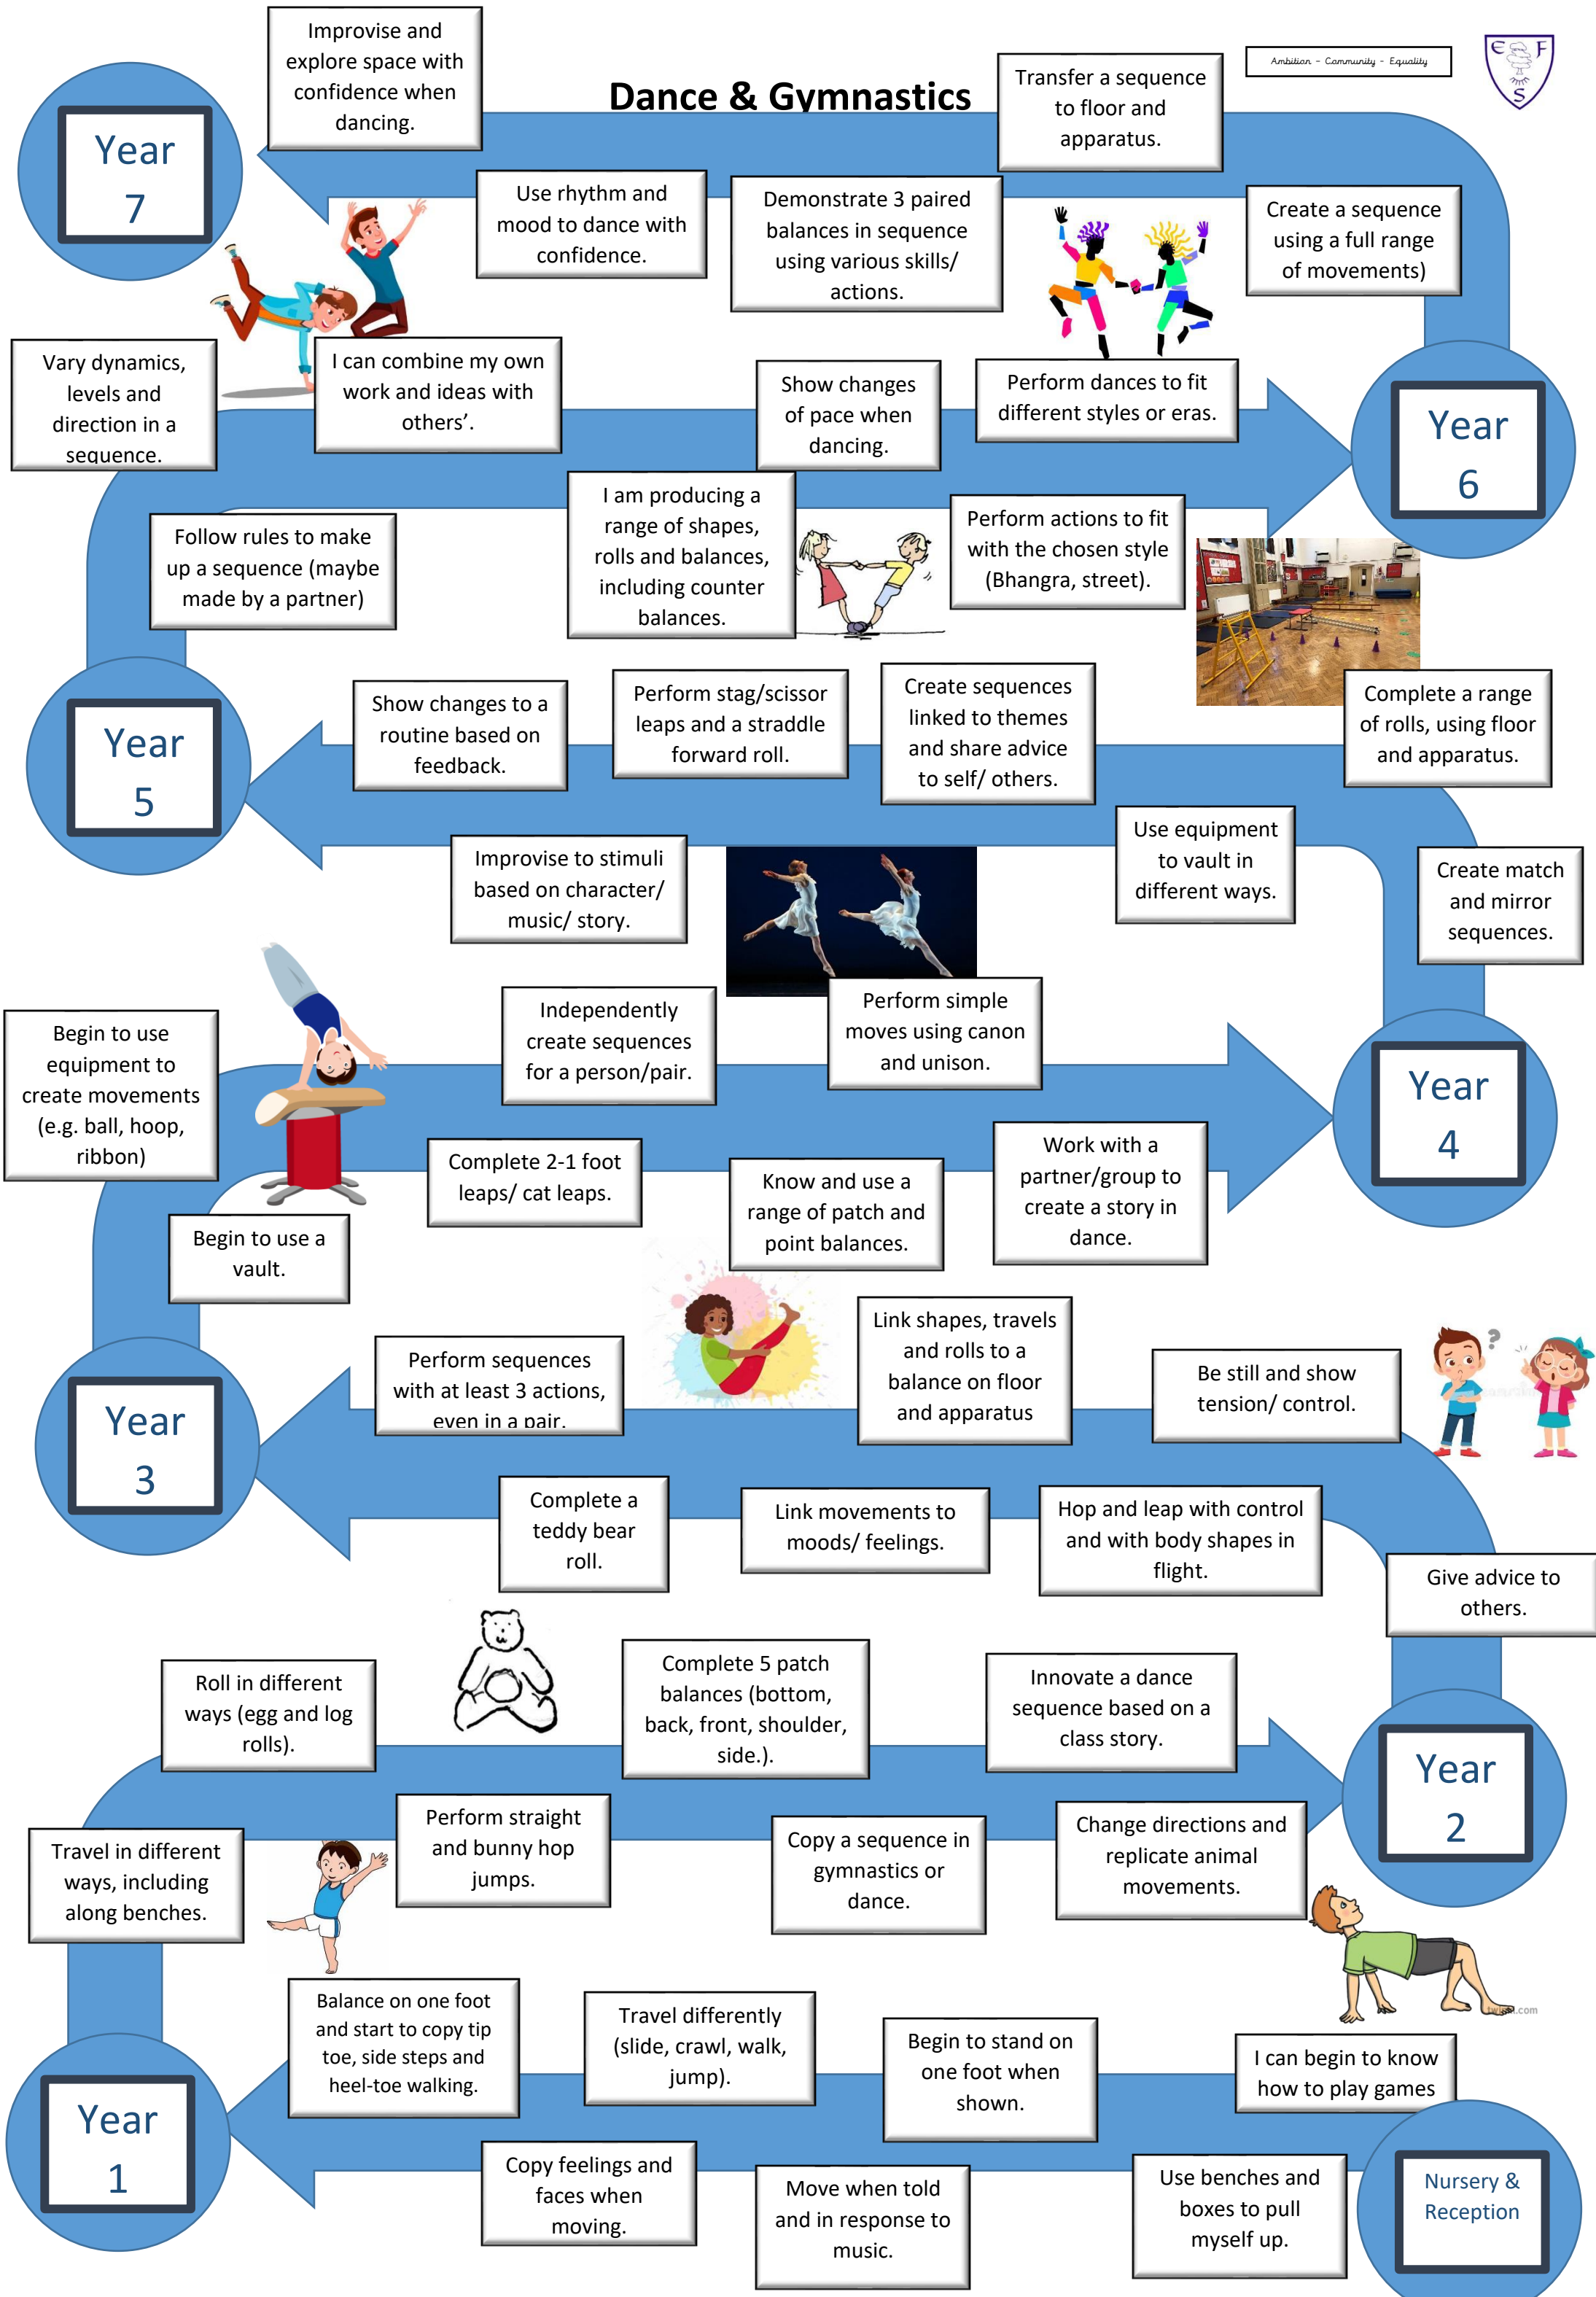 Improvise and
explore space with
confidence when
dancing.
Dance & Gymnastics
Transfer a sequence
to floor and
apparatus.
Ambition - Community - Equality
E F
S
Year
7
Use rhythm and
mood to dance with
confidence.
Demonstrate 3 paired
balances in sequence
using various skills/
actions.
Create a sequence
using a full range
of movements)
Vary dynamics,
levels and
direction in a
sequence.
I can combine my own
work and ideas with
others’.
Show changes
of pace when
dancing.
Perform dances to fit
different styles or eras.
Year
6
Follow rules to make
up a sequence (maybe
made by a partner)
I am producing a
range of shapes,
rolls and balances,
including counter
balances.
Perform actions to fit
with the chosen style
(Bhangra, street).
Year
5
Show changes to a
routine based on
feedback.
Perform stag/scissor
leaps and a straddle
forward roll.
Create sequences
linked to themes
and share advice
to self/ others.
Complete a range
of rolls, using floor
and apparatus.
Improvise to stimuli
based on character/
music/ story.
Use equipment
to vault in
different ways.
Create match
and mirror
sequences.
Begin to use
equipment to
create movements
(e.g. ball, hoop,
ribbon)
Independently
create sequences
for a person/pair.
Perform simple
moves using canon
and unison.
Year
4
Begin to use a
vault.
Complete 2-1 foot
leaps/ cat leaps.
Know and use a
range of patch and
point balances.
Work with a
partner/group to
create a story in
dance.
Year
3
Perform sequences
with at least 3 actions,
even in a pair.
Link shapes, travels
and rolls to a
balance on floor
and apparatus
Be still and show
tension/ control.
?
Complete a
teddy bear
roll.
Link movements to
moods/ feelings.
Hop and leap with control
and with body shapes in
flight.
Give advice to
others.
Roll in different
ways (egg and log
rolls).
Complete 5 patch
balances (bottom,
back, front, shoulder,
side.).
Innovate a dance
sequence based on a
class story.
Year
2
Travel in different
ways, including
along benches.
Perform straight
and bunny hop
jumps.
Copy a sequence in
gymnastics or
dance.
Change directions and
replicate animal
movements.
twinkl.com
Year
1
Balance on one foot
and start to copy tip
toe, side steps and
heel-toe walking.
Travel differently
(slide, crawl, walk,
jump).
Begin to stand on
one foot when
shown.
I can begin to know
how to play games
Copy feelings and
faces when
moving.
Move when told
and in response to
music.
Use benches and
boxes to pull
myself up.
Nursery &
Reception